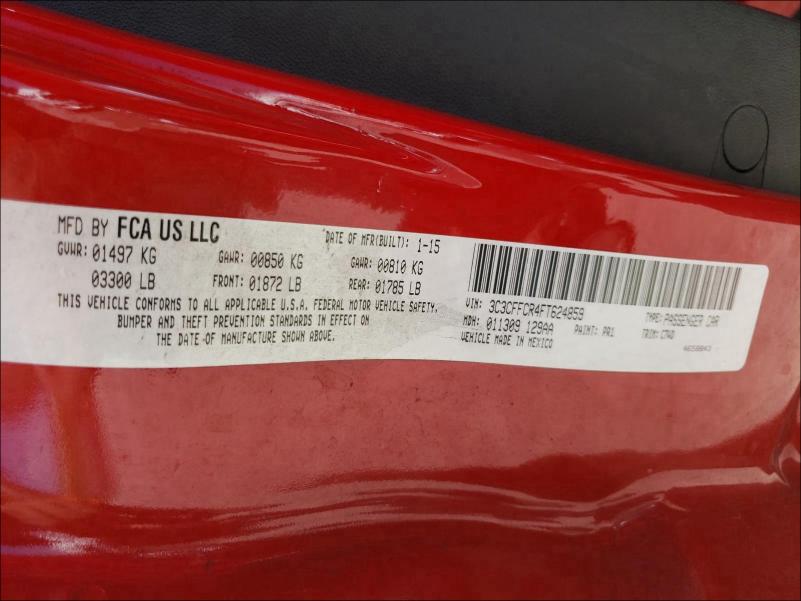 MFD BY FCA US LLC
DATE OF MFR(BUILT): 1-15
GVWR: 01497 KG
GAWR: 00850 KG
GAWR: 00810 KG
03300 LB
FRONT: 01872 LB
REAR: 01785 LB
THIS VEHICLE CONFORMS TO ALL APPLICABLE U.S.A. FEDERAL MOTOR VEHICLE SAFETY,
BUMPER AND THEFT PREVENTION STANDARDS IN EFFECT ON
THE DATE OF MANUFACTURE SHOWN ABOVE.
VIN: 3C3CFFCR4FT624859
TYPE: PASSENGER CAR
MDH: 011309 129AA
PAINT: PR1
TRIM:
VEHICLE MADE IN MEXICO